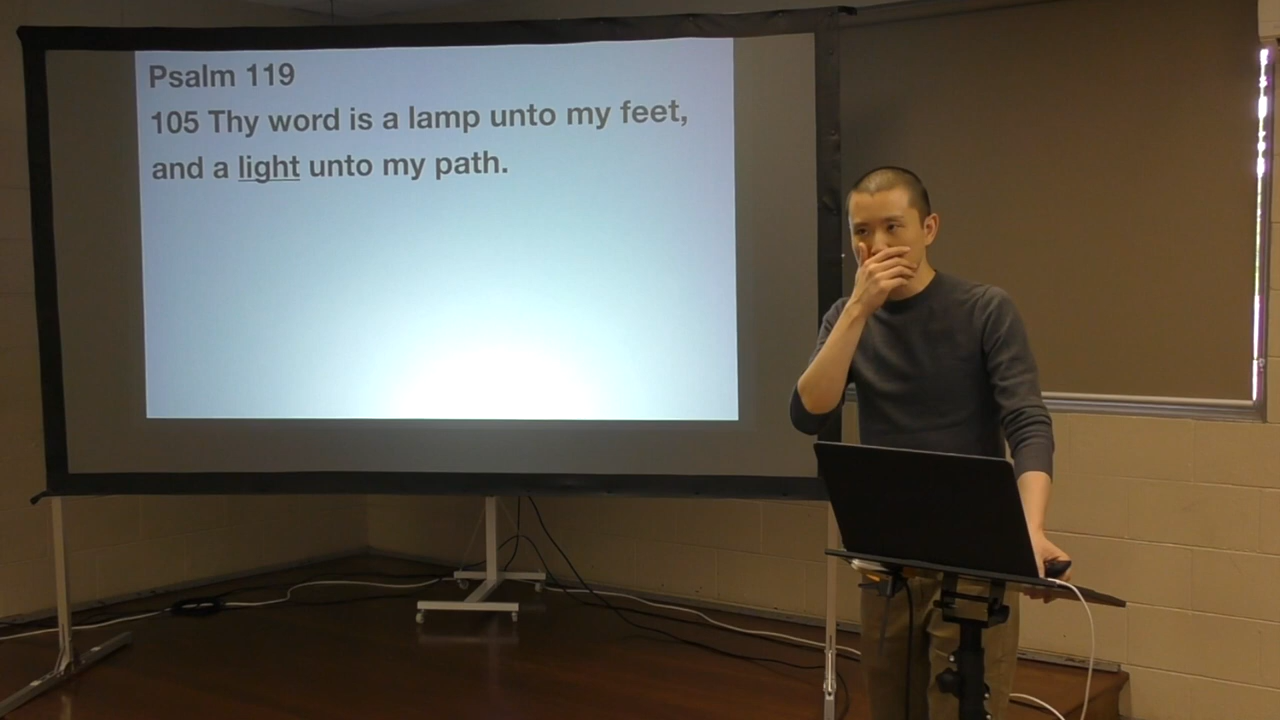 Psalm 119
105 Thy word is a lamp unto my feet,
and a light unto my path.